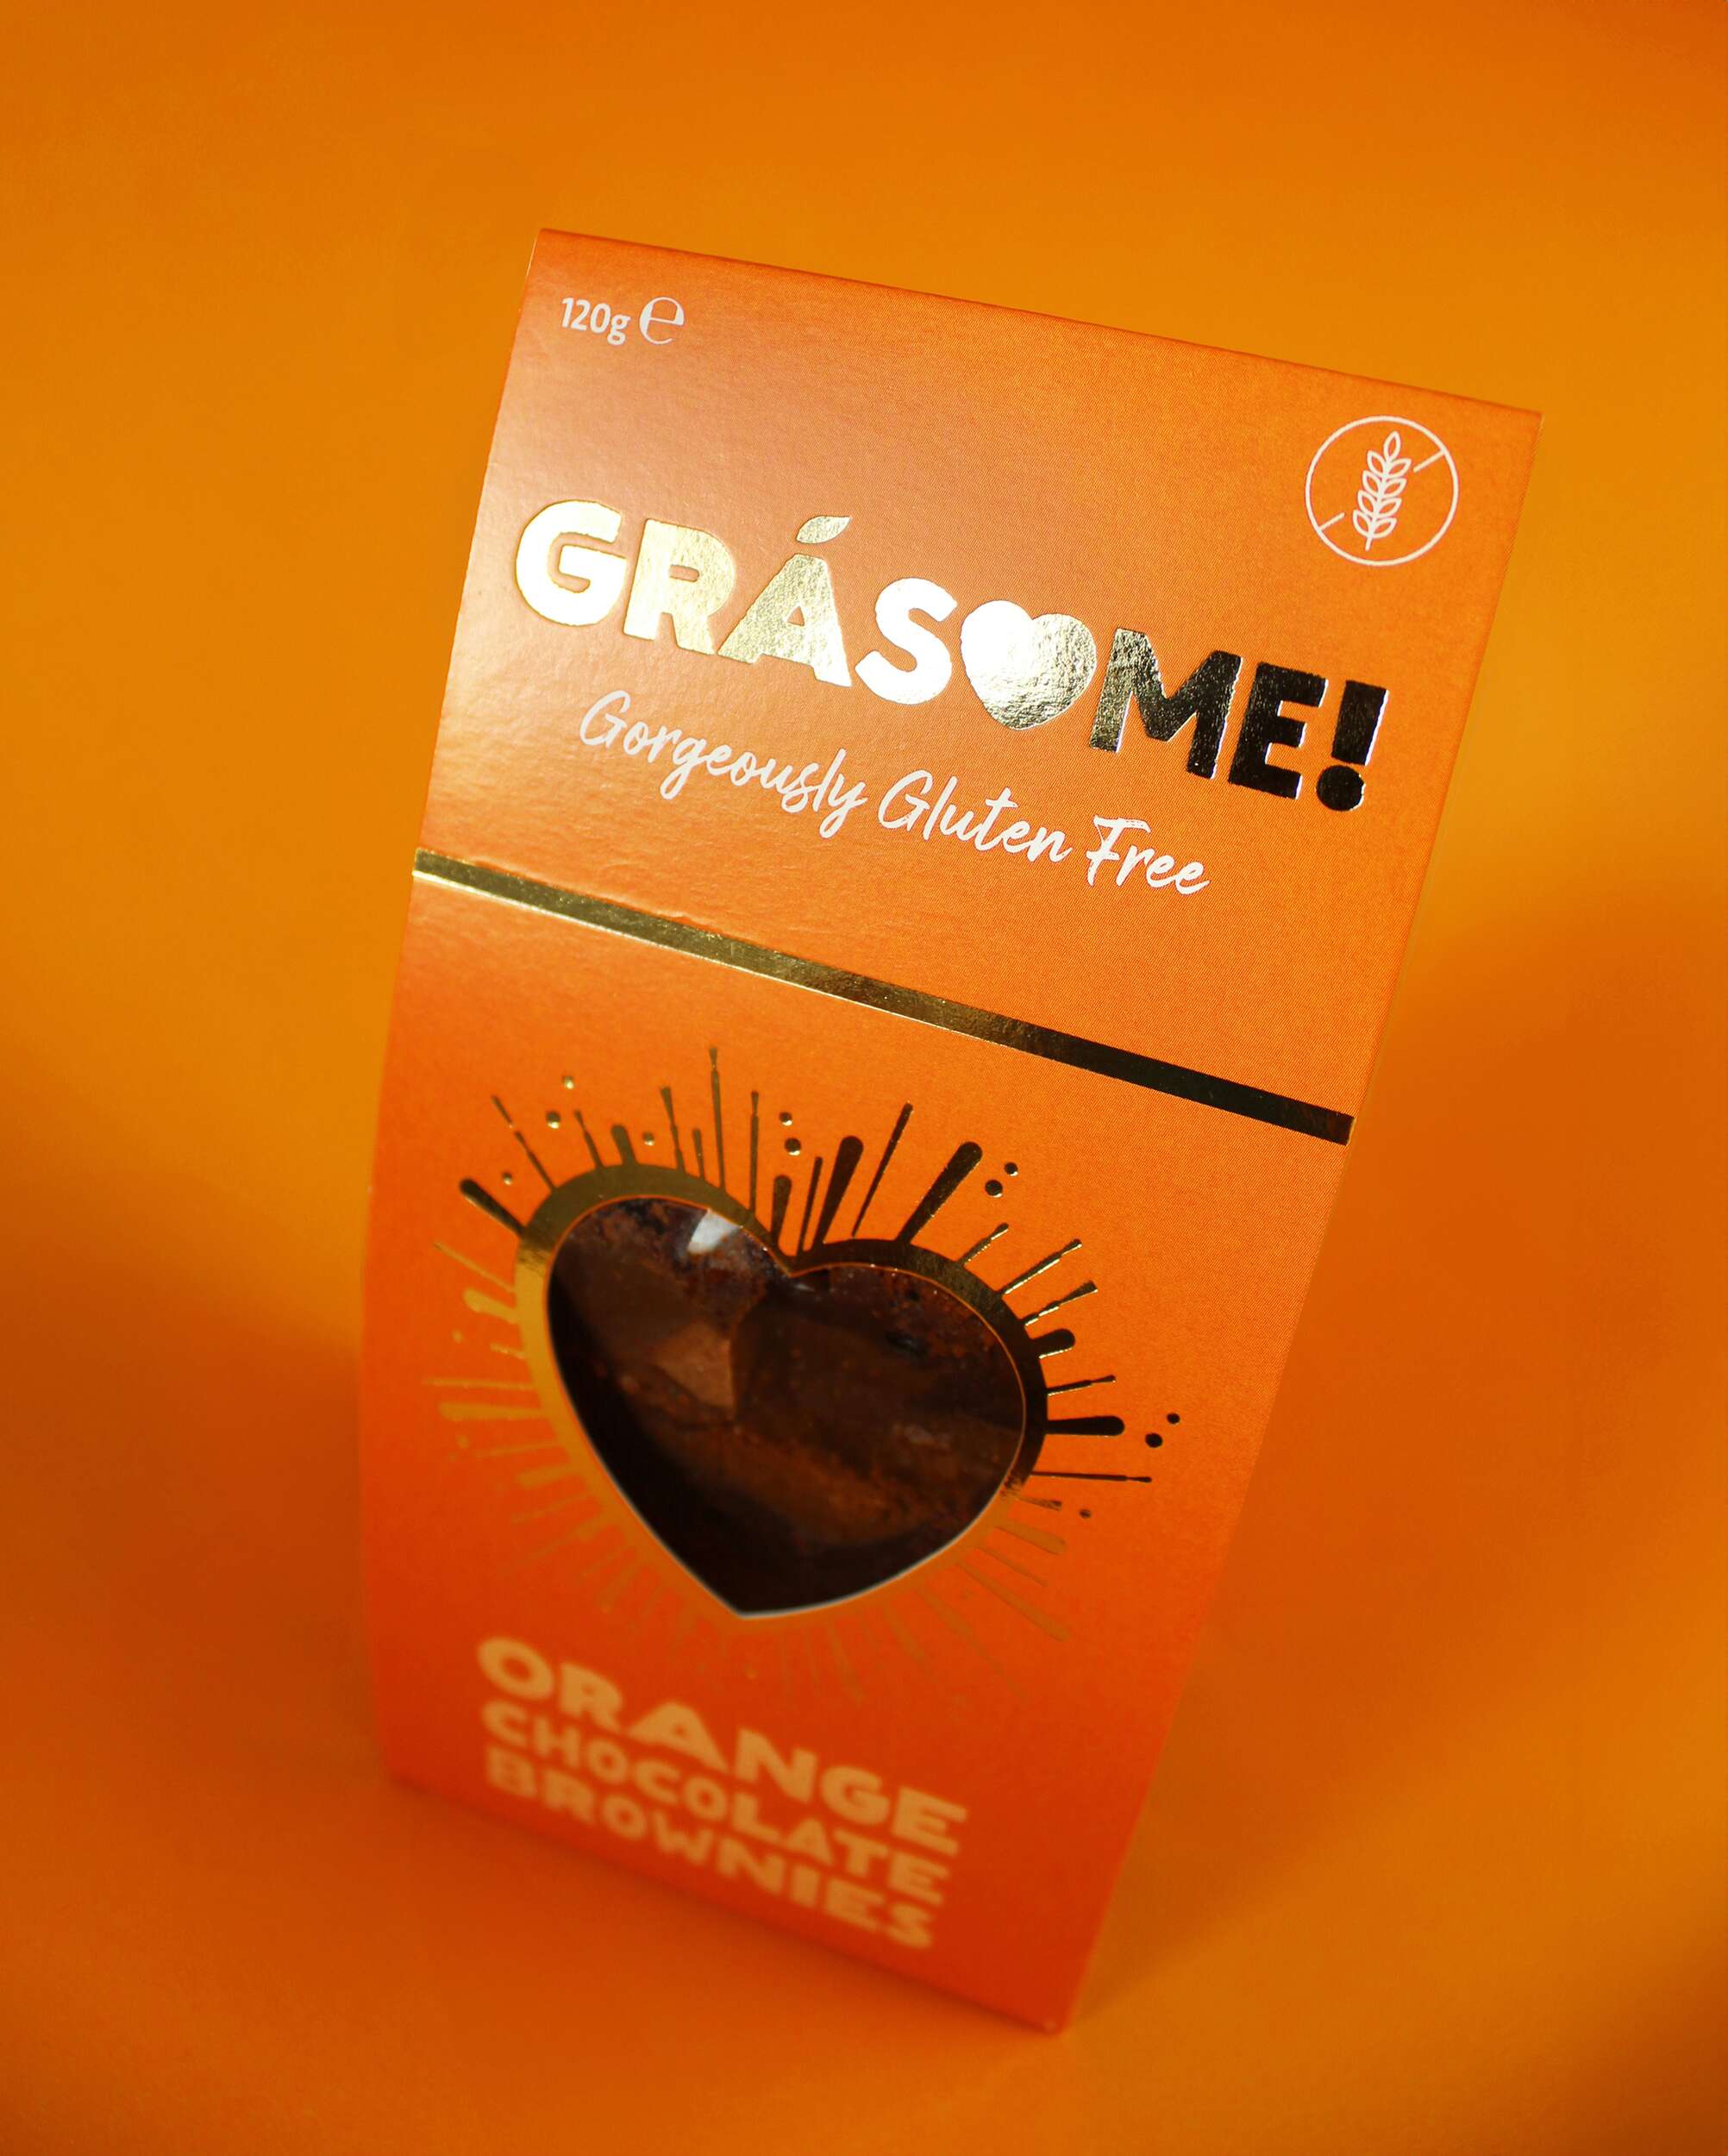 120g ℮
GRÁSOME!
Gorgeously Gluten Free
ORANGE
CHOCOLATE
BROWNIES